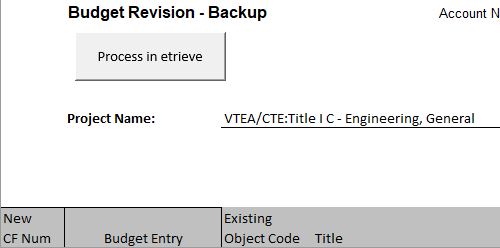 Budget Revision - Backup
Account N
Process in etrieve
Project Name: VTEA/CTE:Title I C - Engineering, General
New Existing
CF Num Budget Entry Object Code Title